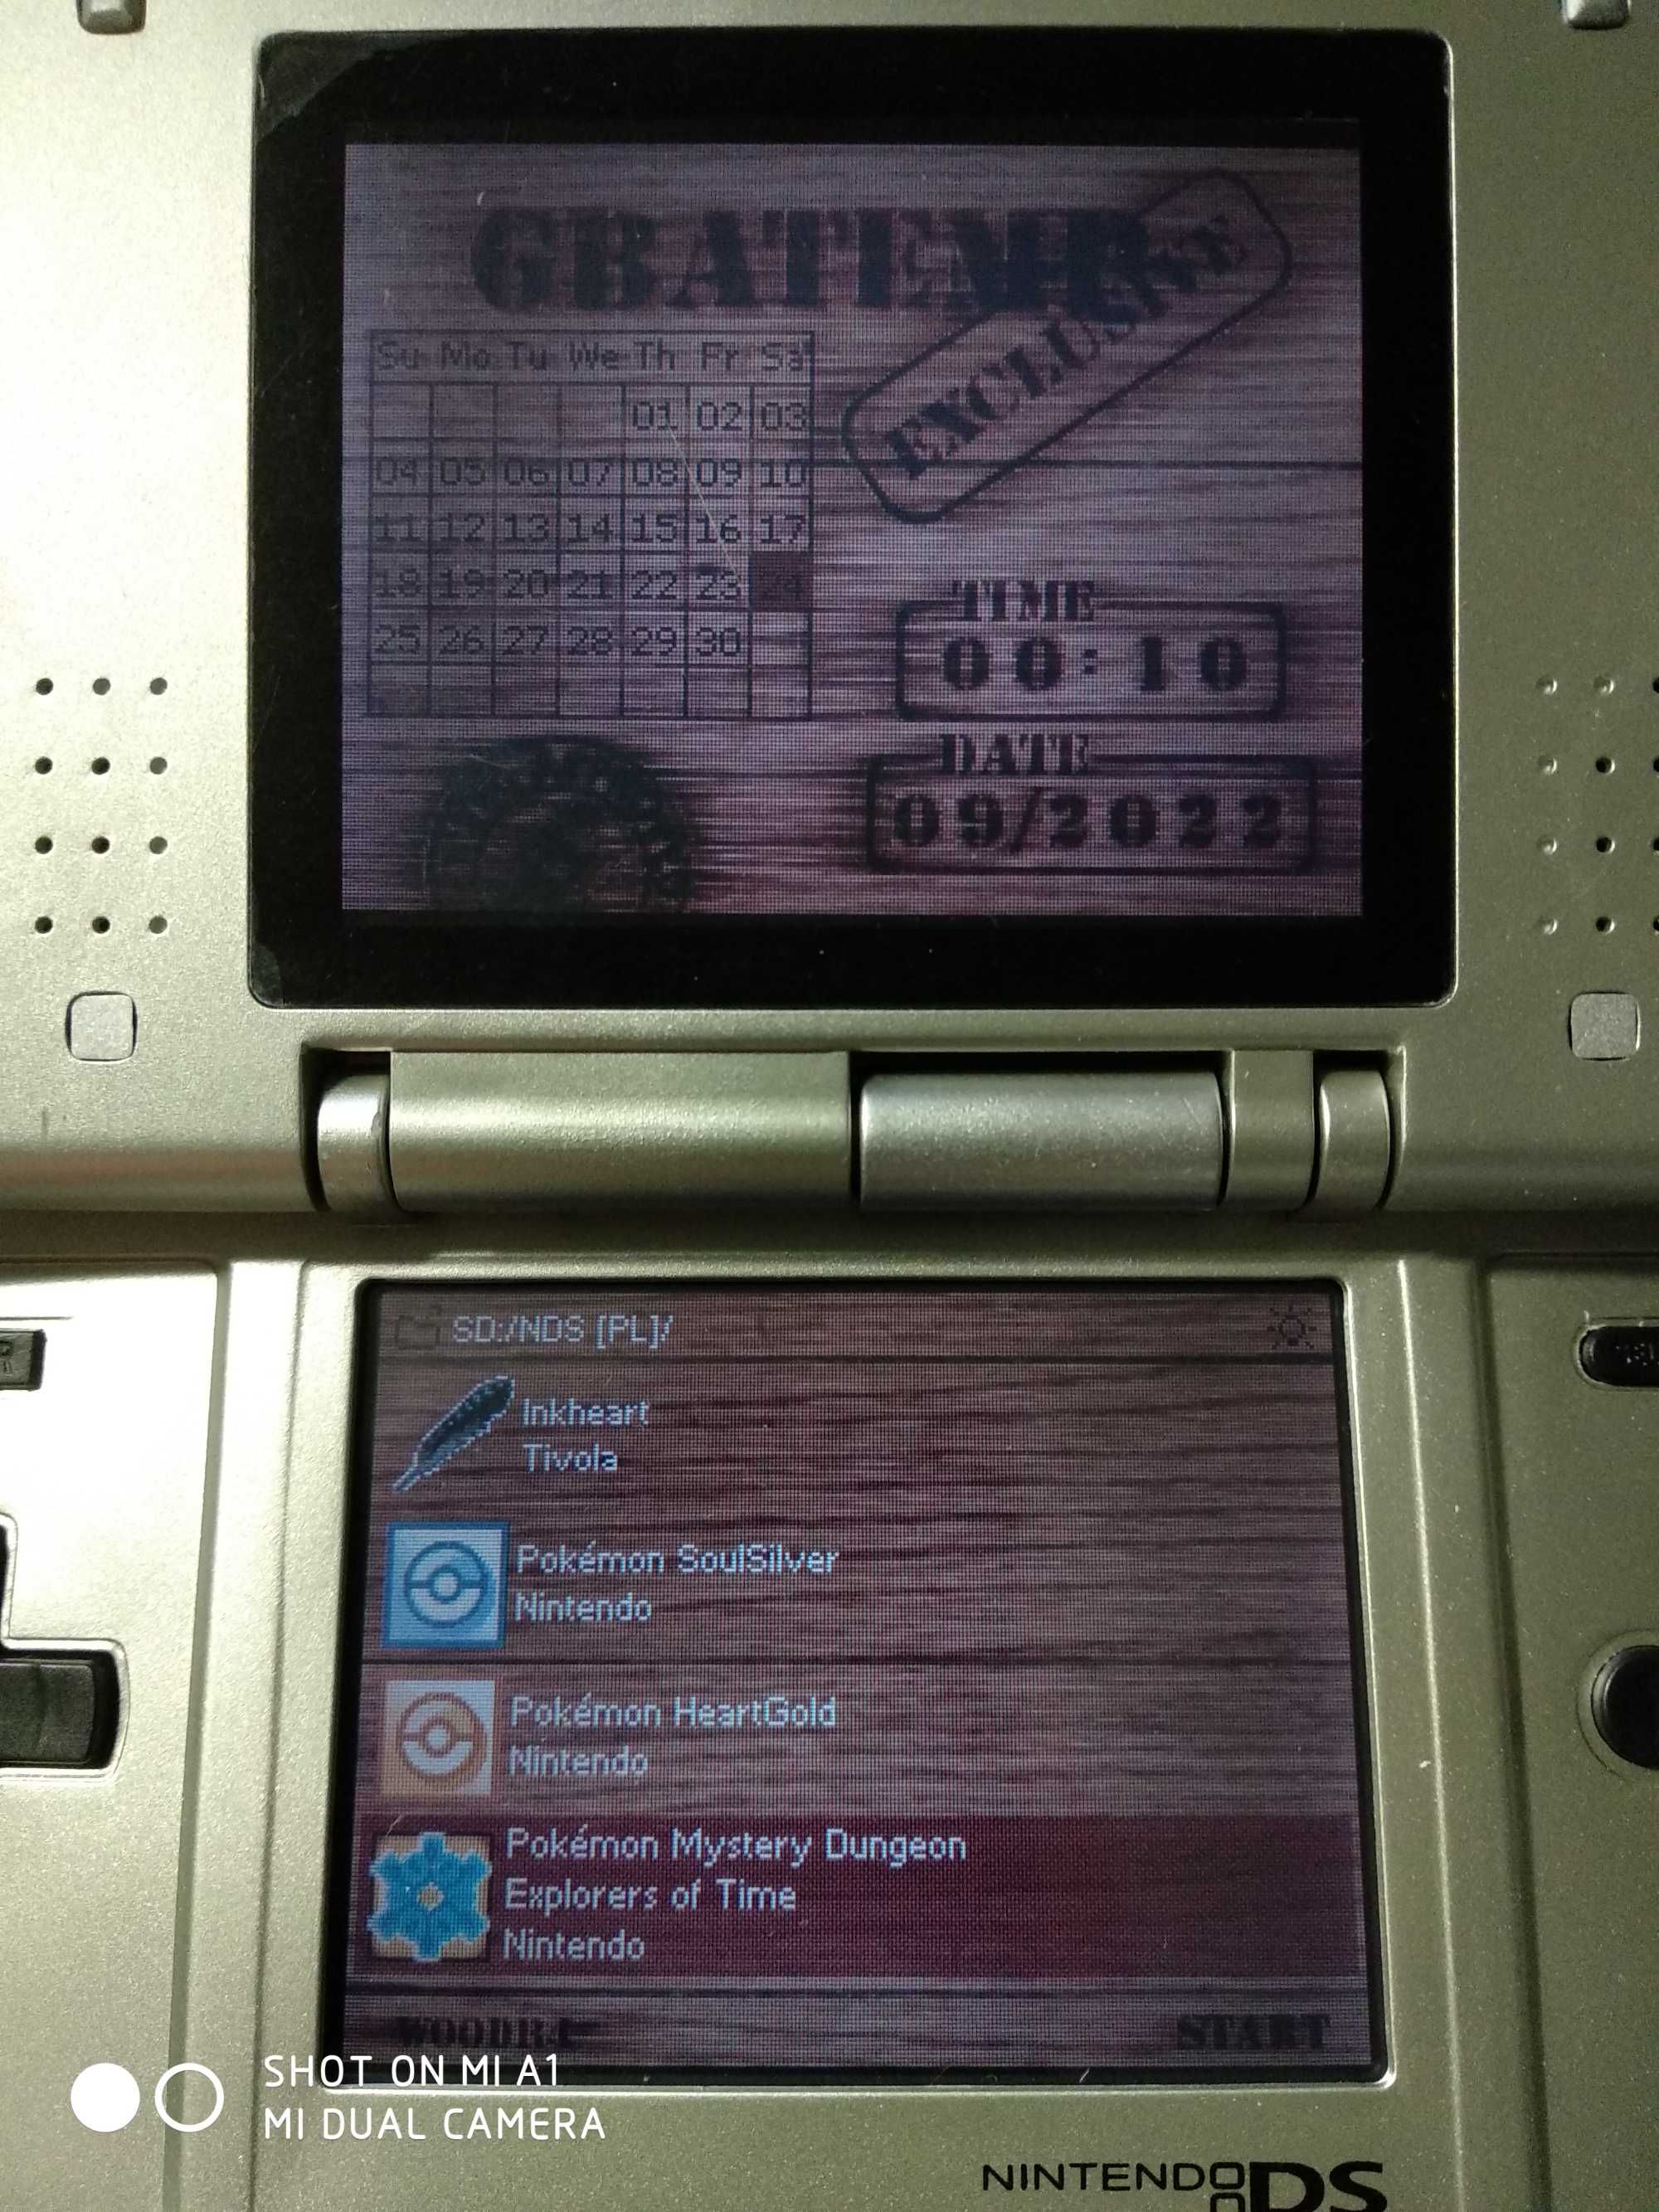 GBATEMP
EXCLUSIVE
Su Mo Tu We Th Fr Sa
01 02 03
04 05 06 07 08 09 10
11 12 13 14 15 16 17
18 19 20 21 22 23 24
25 26 27 28 29 30
TIME
00:10
DATE
09/2022
SD:/NDS [PL]/
Inkheart
Tivola
Pokémon SoulSilver
Nintendo
Pokémon HeartGold
Nintendo
Pokémon Mystery Dungeon
Explorers of Time
Nintendo
WOODR4
START
SHOT ON MI A1
MI DUAL CAMERA
NINTENDO DS